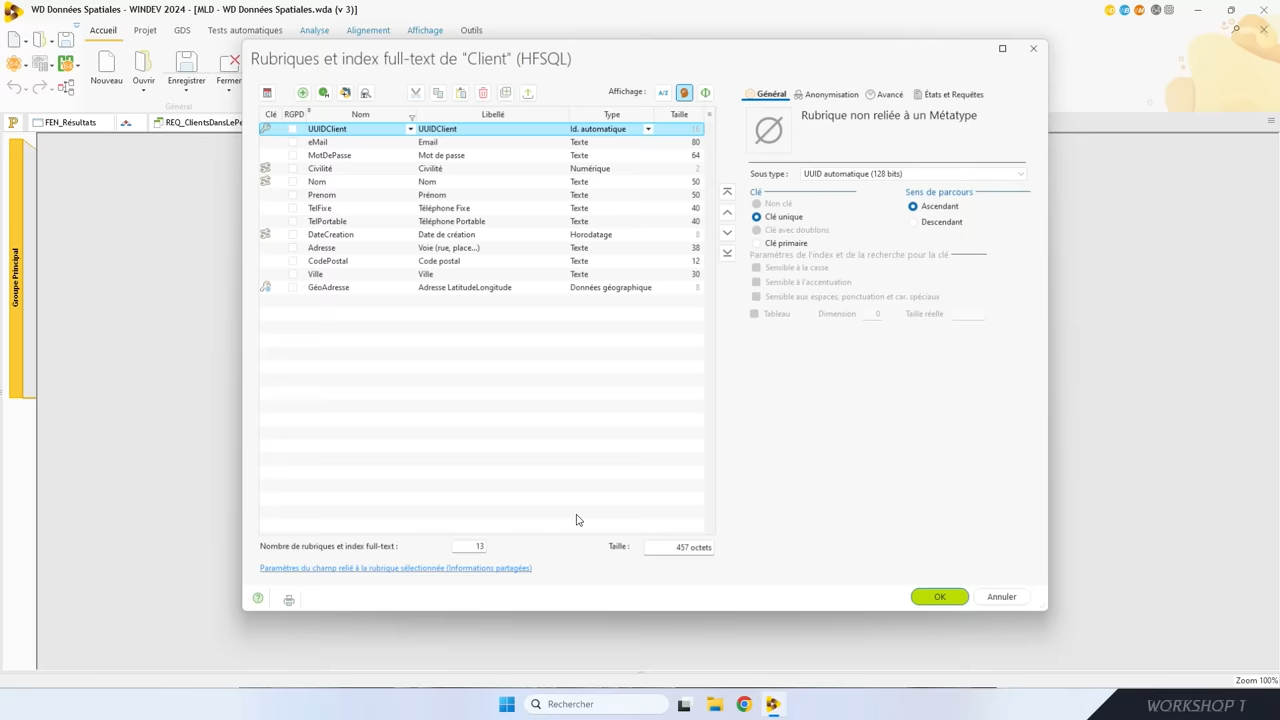 WD Données Spatiales - WINDEV 2024 - [MLD - WD Données Spatiales.wda (v 3)]
Accueil Projet GDS Tests automatiques Analyse Alignement Affichage Outils
Nouveau Ouvrir Enregistrer Fermer
Général
FEN_Résultats REQ_ClientsDansLePe
Groupe Principal
Rubriques et index full-text de "Client" (HFSQL)
Affichage :
Clé RGPD Nom Libellé Type Taille
UUIDClient UUIDClient Id. automatique 16
eMail Email Texte 80
MotDePasse Mot de passe Texte 64
Civilité Civilité Numérique 2
Nom Nom Texte 50
Prenom Prénom Texte 50
TelFixe Téléphone Fixe Texte 40
TelPortable Téléphone Portable Texte 40
DateCreation Date de création Horodatage 8
Adresse Voie (rue, place...) Texte 38
CodePostal Code postal Texte 12
Ville Ville Texte 30
GéoAdresse Adresse LatitudeLongitude Données géographique 8
Nombre de rubriques et index full-text : 13 Taille : 457 octets
Paramètres du champ relié à la rubrique sélectionnée (Informations partagées)
Général Anonymisation Avancé États et Requêtes
Rubrique non reliée à un Métatype
Sous type : UUID automatique (128 bits)
Clé Sens de parcours
Non clé Ascendant
Clé unique Descendant
Clé avec doublons
Clé primaire
Paramètres de l'index et de la recherche pour la clé
Sensible à la casse
Sensible à l'accentuation
Sensible aux espaces, ponctuation et car. spéciaux
Tableau Dimension 0 Taille réelle
OK Annuler
Zoom 100%
Rechercher
WORKSHOP 1